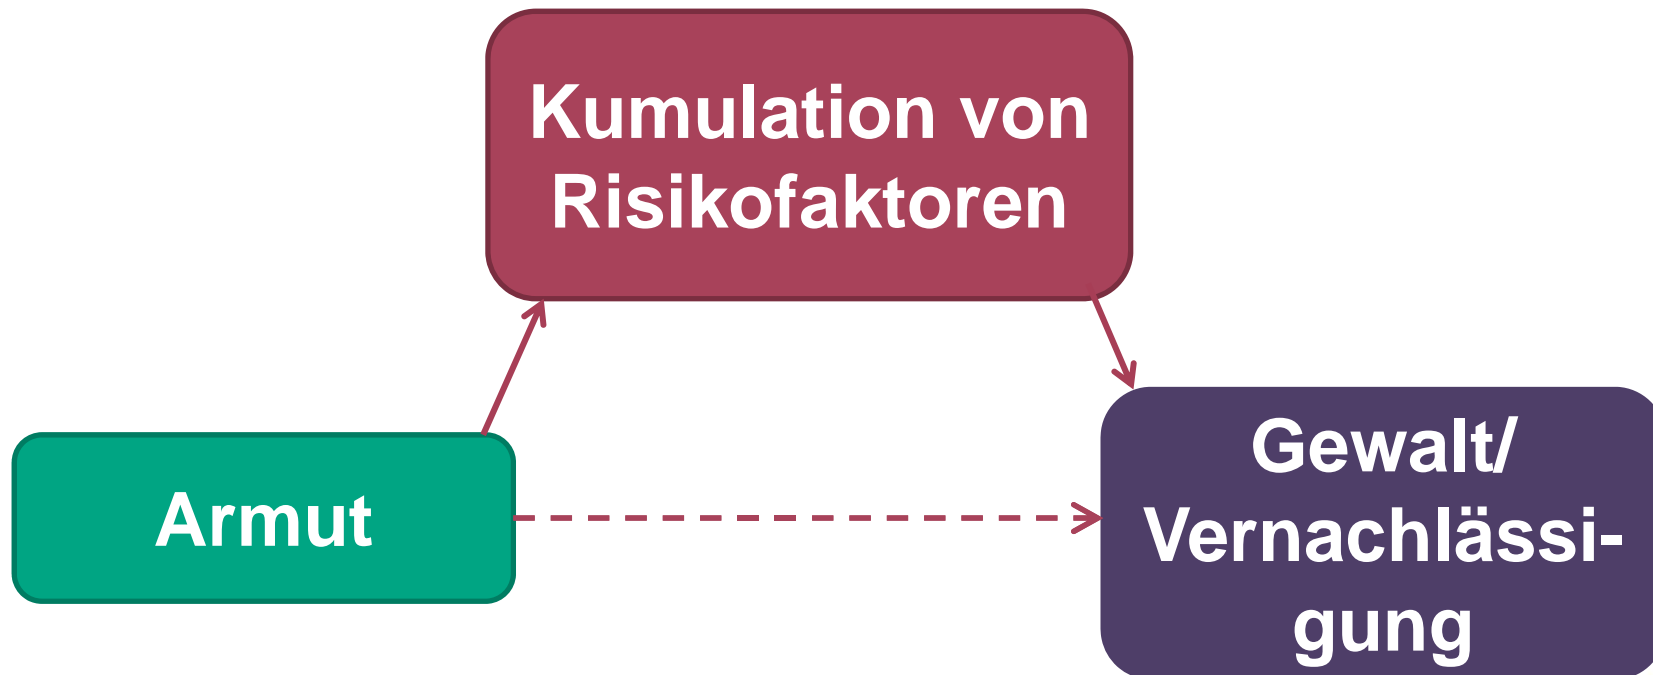 Kumulation von
Risikofaktoren
Armut
Gewalt/
Vernachlässi-
gung